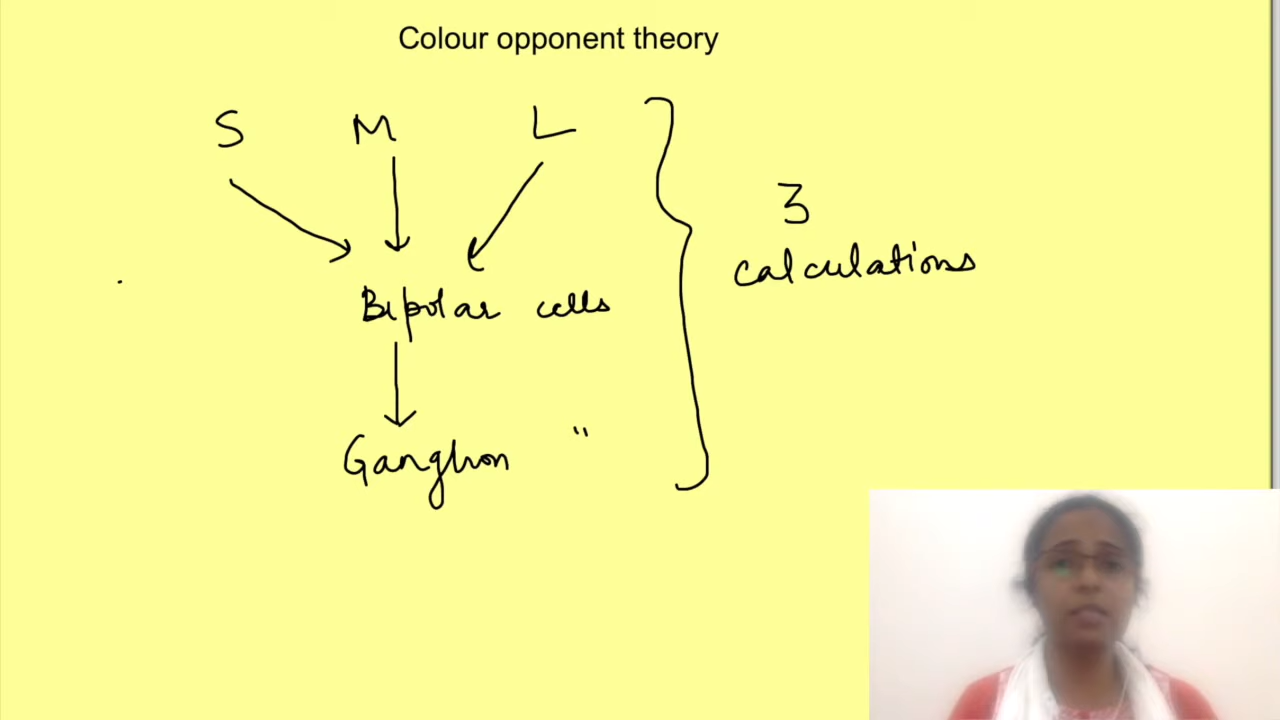 Colour opponent theory
S M L
3
calculations
Bipolar cells
Ganglion "